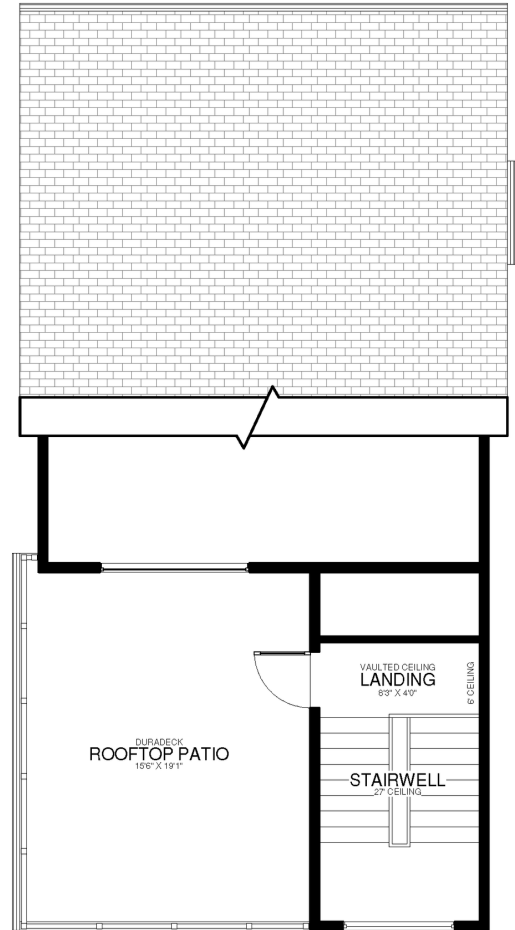 VAULTED CEILING
LANDING
8'3" X 4'0"
6' CEILING
DURADECK
ROOFTOP PATIO
15'6" X 19'1"
STAIRWELL
27' CEILING